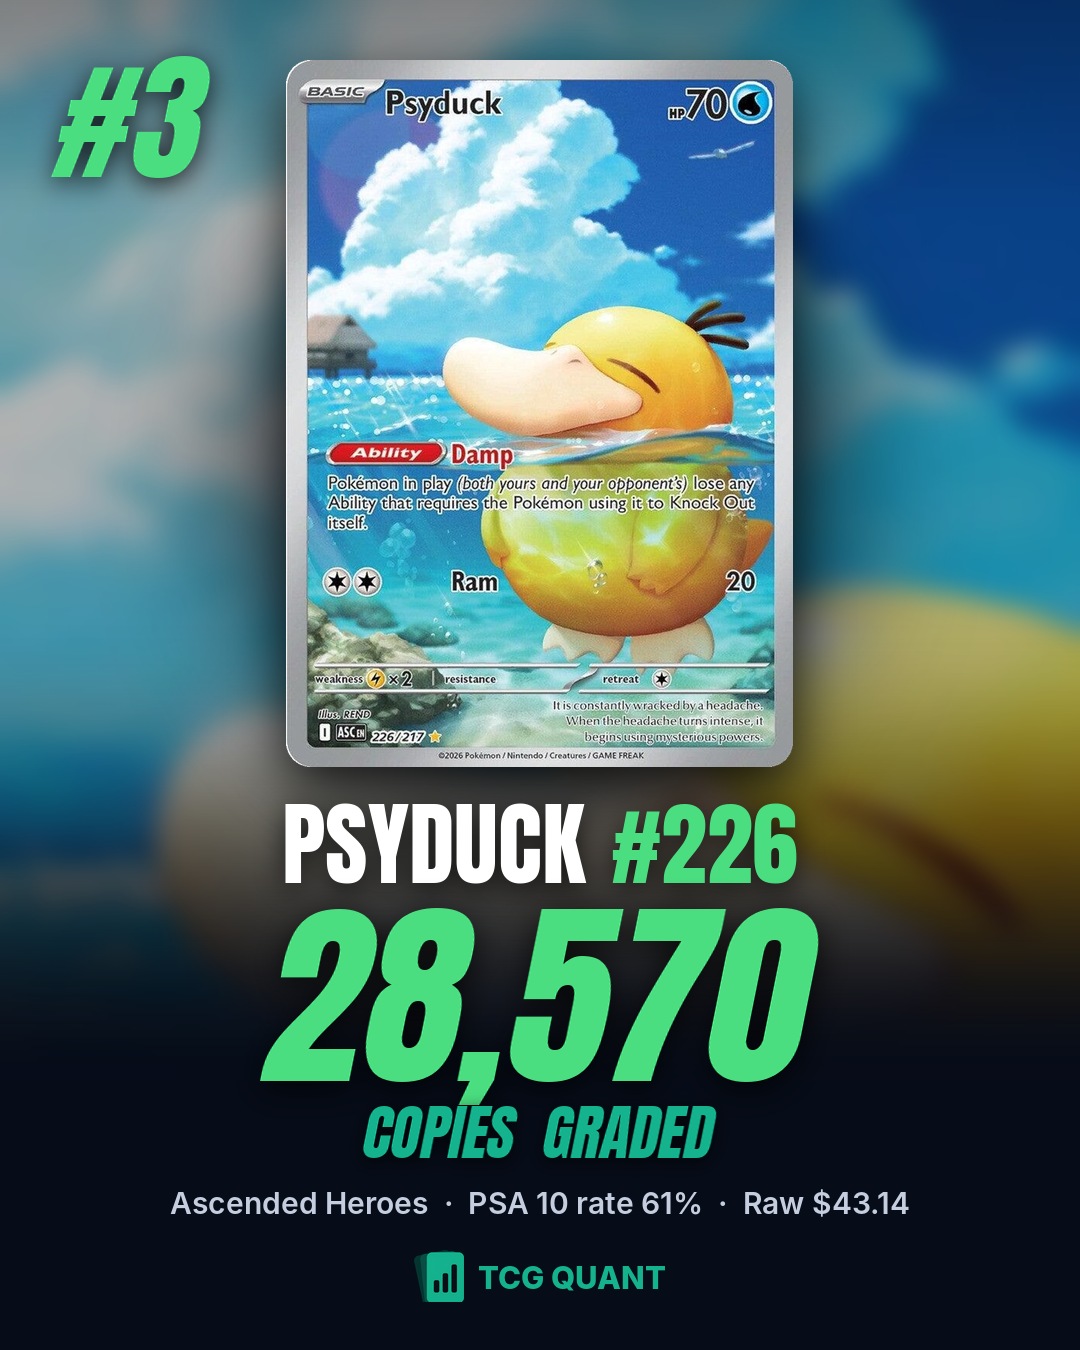 #3
BASIC Psyduck HP 70
Ability Damp
Pokémon in play (both yours and your opponent's) lose any
Ability that requires the Pokémon using it to Knock Out
itself.
Ram 20
weakness ×2 resistance retreat
Illus. REND
It is constantly wracked by a headache.
When the headache turns intense, it
begins using mysterious powers.
I ASC EN 226/217
©2026 Pokémon / Nintendo / Creatures / GAME FREAK
PSYDUCK #226
28,570
COPIES GRADED
Ascended Heroes · PSA 10 rate 61% · Raw $43.14
TCG QUANT